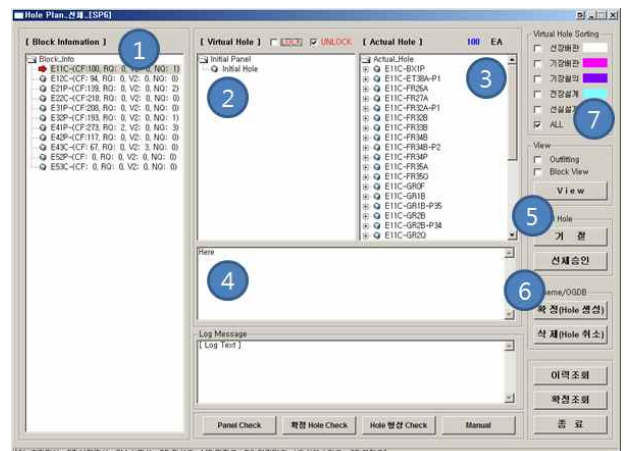 Hole Plan_선체_[SP6]
[ Block Infomation ]
1
Block_Info
E11C-(CF:100, RQ: 0, V2: 0, NQ: 1)
E12C-(CF: 94, RQ: 0, V2: 0, NQ: 0)
E21P-(CF:139, RQ: 0, V2: 0, NQ: 2)
E22C-(CF:218, RQ: 0, V2: 0, NQ: 0)
E31P-(CF:208, RQ: 0, V2: 0, NQ: 0)
E32P-(CF:193, RQ: 0, V2: 0, NQ: 1)
E41P-(CF:273, RQ: 2, V2: 0, NQ: 3)
E42P-(CF:117, RQ: 0, V2: 0, NQ: 0)
E43C-(CF: 67, RQ: 0, V2: 3, NQ: 0)
E52P-(CF: 0, RQ: 0, V2: 0, NQ: 0)
E53C-(CF: 0, RQ: 0, V2: 0, NQ: 0)
[ Virtual Hole ] LOCK UNLOCK
Initial Panel
Initial Hole
2
[ Actual Hole ] 100 EA
Actual_Hole
3
E11C-BX1P
E11C-ET38A-P1
E11C-FR26A
E11C-FR27A
E11C-FR32A-P1
E11C-FR32B
E11C-FR33B
E11C-FR34B
E11C-FR34B-P2
E11C-FR34P
E11C-FR35A
E11C-FR35Q
E11C-GR0F
E11C-GR1B
E11C-GR1B-P35
E11C-GR2B
E11C-GR2B-P34
E11C-GR2Q
Here
4
Log Message
[ Log Text ]
Panel Check
확정 Hole Check
Hole 형상 Check
Manual
Virtual Hole Sorting
선장배관
기장배관
기장철의
전장설계
선실설계
7
ALL
View
Outfitting
Block View
View
5
Hole
거 절
선체승인
6
eme/OGDB
확 정(Hole 생성)
삭 제(Hole 취소)
이력조회
확정조회
종 료